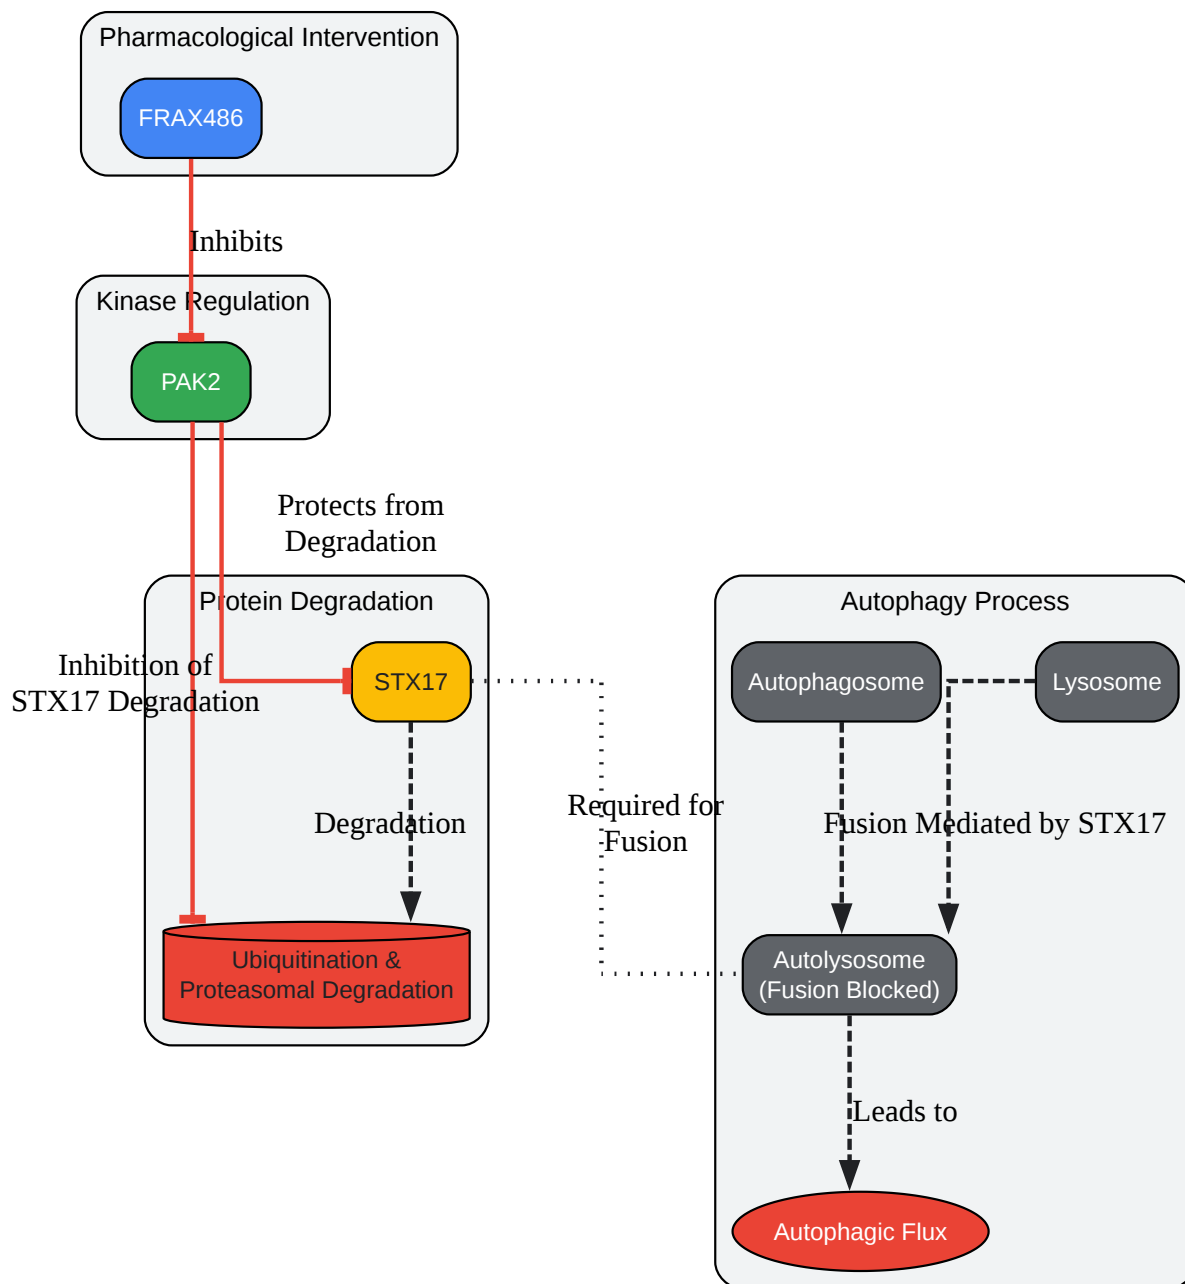 Pharmacological Intervention
FRAX486
Inhibits
Kinase Regulation
PAK2
Protects from
Degradation
Protein Degradation
Autophagy Process
Inhibition of
STX17 Degradation
STX17
Autophagosome
Lysosome
Degradation
Required for
Fusion
Fusion Mediated by STX17
Ubiquitination &
Proteasomal Degradation
Autolysosome
(Fusion Blocked)
Leads to
Autophagic Flux